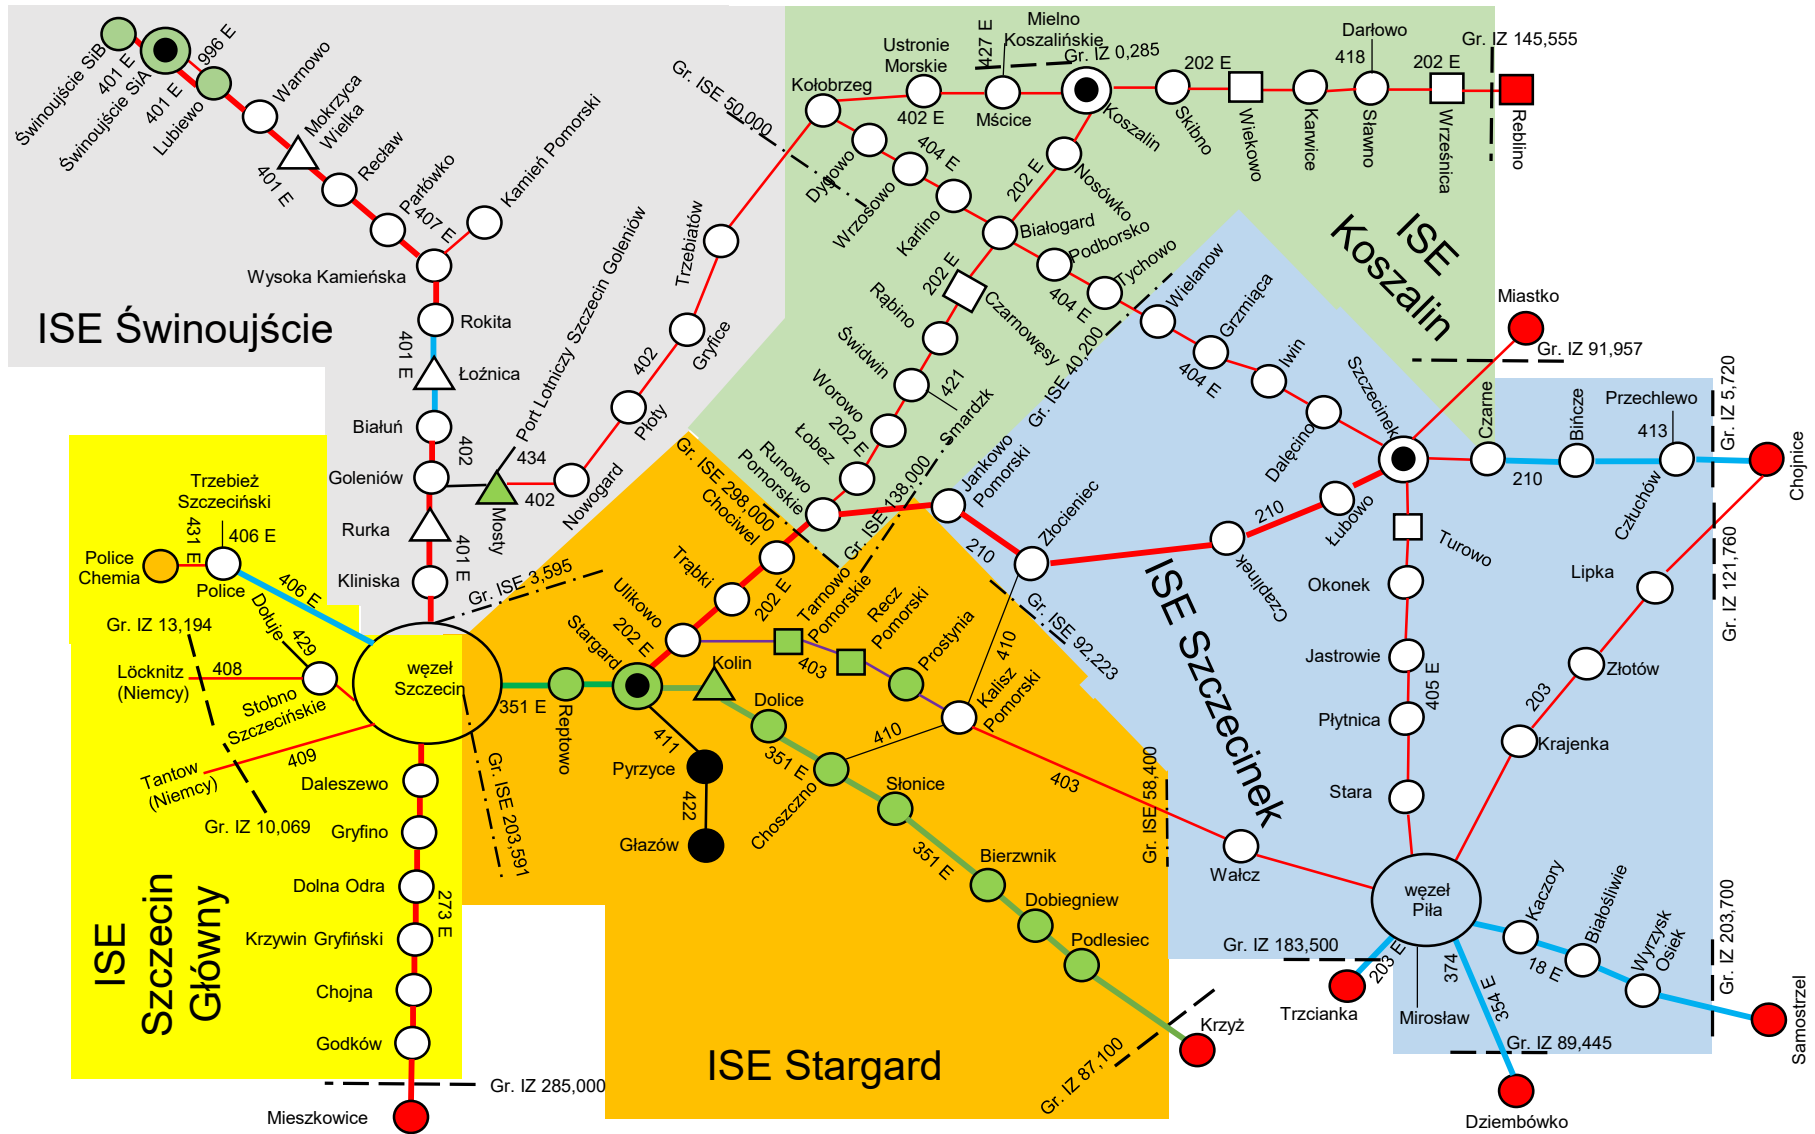 Świnoujście SiB
401 E
Świnoujście SiA
996 E
401 E
Lubiewo
Warnowo
Mokrzyca
Wielka
401 E
Recław
Parłówko
407 E
Kamień Pomorski
Wysoka Kamieńska
ISE Świnoujście
Rokita
401 E
Łoźnica
Białuń
402
Goleniów
Port Lotniczy Szczecin Goleniów
434
402
Mosty
Nowogard
Rurka
401 E
Kliniska
Płoty
402
Gryfice
Trzebiatów
Gr. ISE 50,000
Kołobrzeg
Ustronie
Morskie
402 E
427 E
Mielno
Koszalińskie
Gr. IZ 0,285
Mścice
Koszalin
Skibno
202 E
Wiekowo
Karwice
Darłowo
418
Sławno
202 E
Wrześnica
Gr. IZ 145,555
Reblino
Dygowo
404 E
Wrzosowo
Karlino
202 E
Nosówko
Białogard
Podborsko
Tychowo
404 E
202 E
Czarnowęsy
Rąbino
Świdwin
421
Smardzk
Worowo
202 E
Łobez
Runowo
Pomorskie
ISE
Koszalin
Gr. ISE 40,200
Wielanow
Grzmiąca
404 E
Iwin
Dalęcino
Szczecinek
Miastko
Gr. IZ 91,957
Czarne
210
Bińcze
Przechlewo
413
Człuchów
Gr. IZ 5,720
Chojnice
Gr. IZ 121,760
Gr. ISE 298,000
Gr. ISE 138,000
Jankowo
Pomorski
210
Złocieniec
Czaplinek
210
Łubowo
Turowo
Okonek
Jastrowie
405 E
Płytnica
Stara
Lipka
Złotów
203
Krajenka
ISE Szczecinek
Gr. ISE 92,223
410
Trzebież
Szczeciński
431 E
406 E
Police
Chemia
Police
406 E
Gr. IZ 13,194
Dołuje
429
Löcknitz
(Niemcy)
408
Stobno
Szczecińskie
Tantow
(Niemcy)
409
Gr. IZ 10,069
węzeł
Szczecin
Gr. ISE 3,595
351 E
Gr. ISE 203,591
Reptowo
Stargard
202 E
Ulikowo
Trąbki
202 E
Chociwel
Tarnowo
Pomorskie
403
Recz
Pomorski
Prostynia
Kalisz
Pomorski
Kolin
Dolice
351 E
410
Choszczno
411
Pyrzyce
422
Głazów
Słonice
351 E
Bierzwnik
Dobiegniew
Podlesiec
Krzyż
Gr. IZ 87,100
ISE Stargard
403
Gr. ISE 58,400
Wałcz
węzeł
Piła
Gr. IZ 183,500
203 E
Trzcianka
374
Mirosław
354 E
Gr. IZ 89,445
Dziembówko
Kaczory
18 E
Białośliwie
Wyrzysk
Osiek
Gr. IZ 203,700
Samostrzel
ISE
Szczecin
Główny
Daleszewo
Gryfino
Dolna Odra
273 E
Krzywin Gryfiński
Chojna
Godków
Gr. IZ 285,000
Mieszkowice